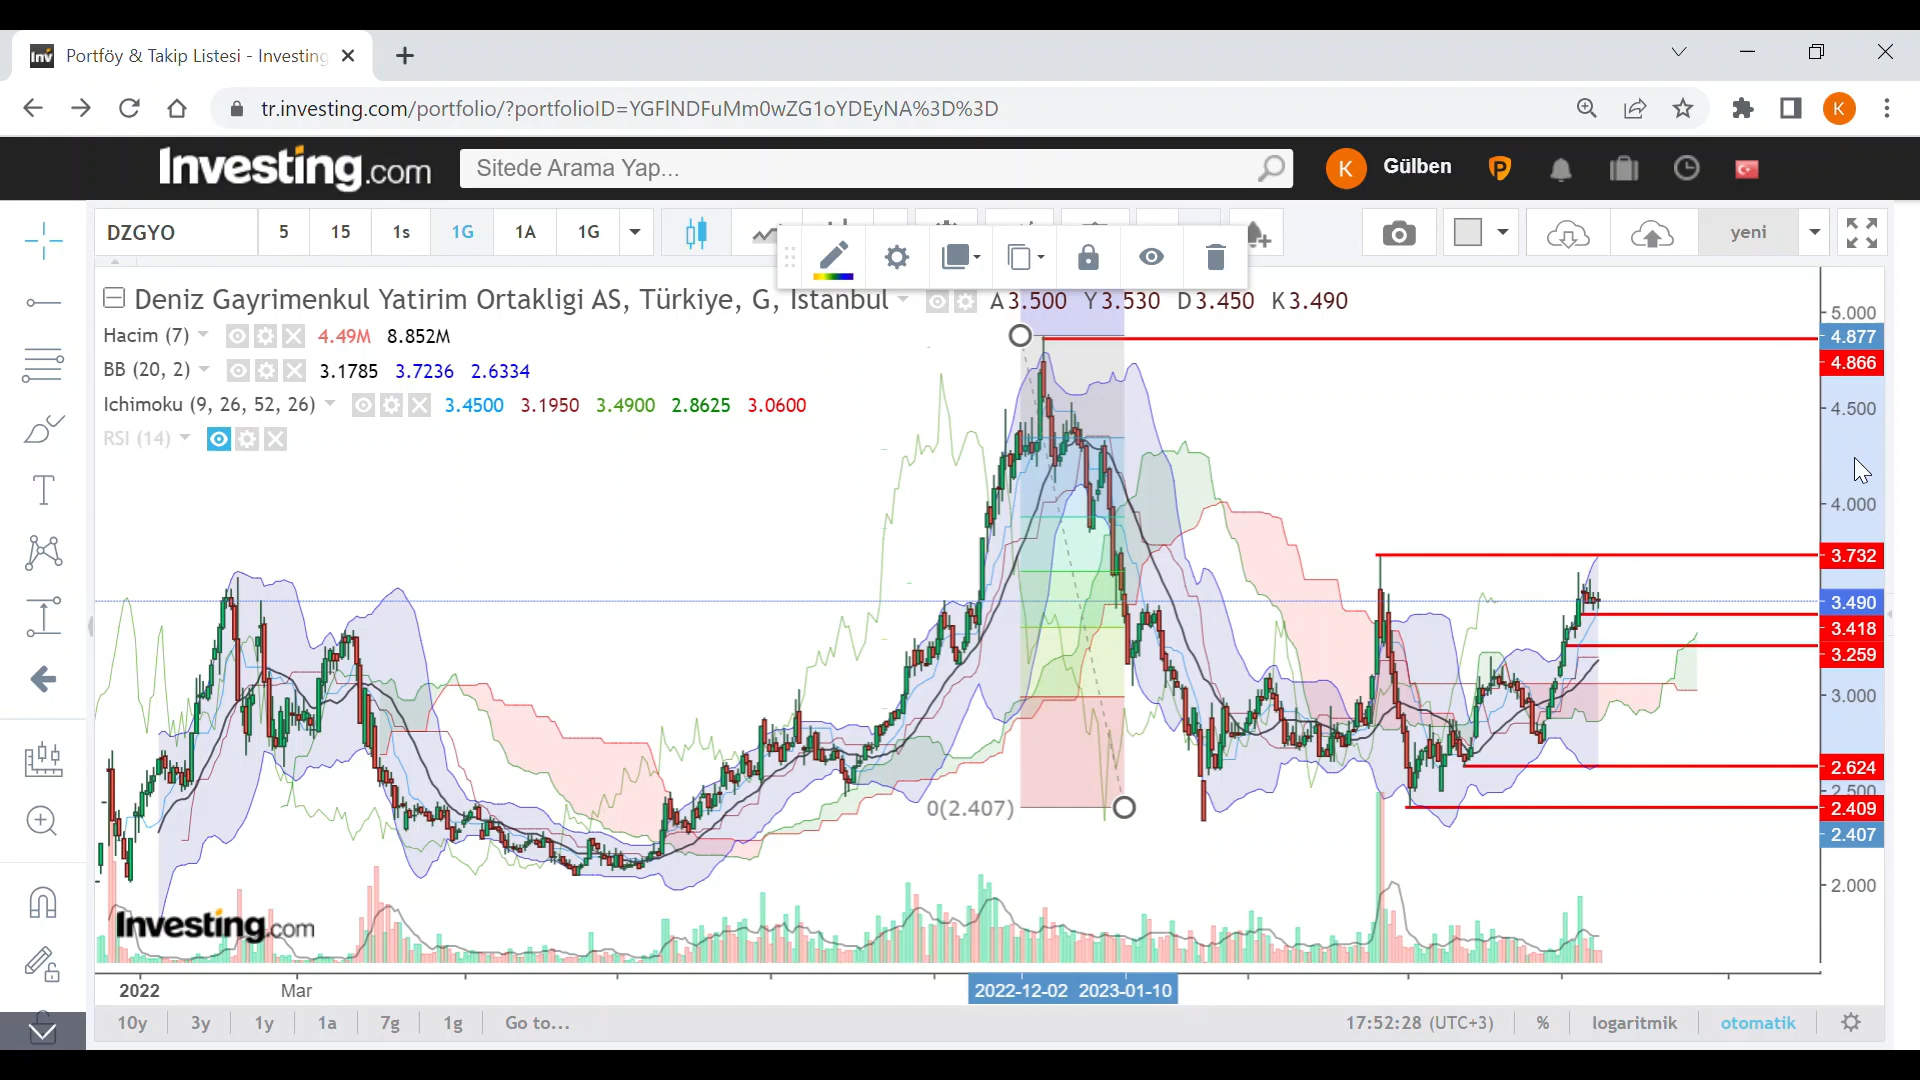 Portföy & Takip Listesi - Investing
tr.investing.com/portfolio/?portfolioID=YGFlNDFuMm0wZG1oYDEyNA%3D%3D
K
Investing.com
Sitede Arama Yap...
K Gülben
DZGYO 5 15 1s 1G 1A 1G
yeni
Deniz Gayrimenkul Yatirim Ortakligi AS, Türkiye, G, Istanbul A3.500 Y3.530 D3.450 K3.490
Hacim (7) 4.49M 8.852M
BB (20, 2) 3.1785 3.7236 2.6334
Ichimoku (9, 26, 52, 26) 3.4500 3.1950 3.4900 2.8625 3.0600
RSI (14)
5.000
4.877
4.866
4.500
4.000
3.732
3.490
3.418
3.259
3.000
2.624
2.500
2.409
2.407
2.000
0(2.407)
Investing.com
2022 Mar 2022-12-02 2023-01-10
10y 3y 1y 1a 7g 1g Go to... 17:52:28 (UTC+3) % logaritmik otomatik